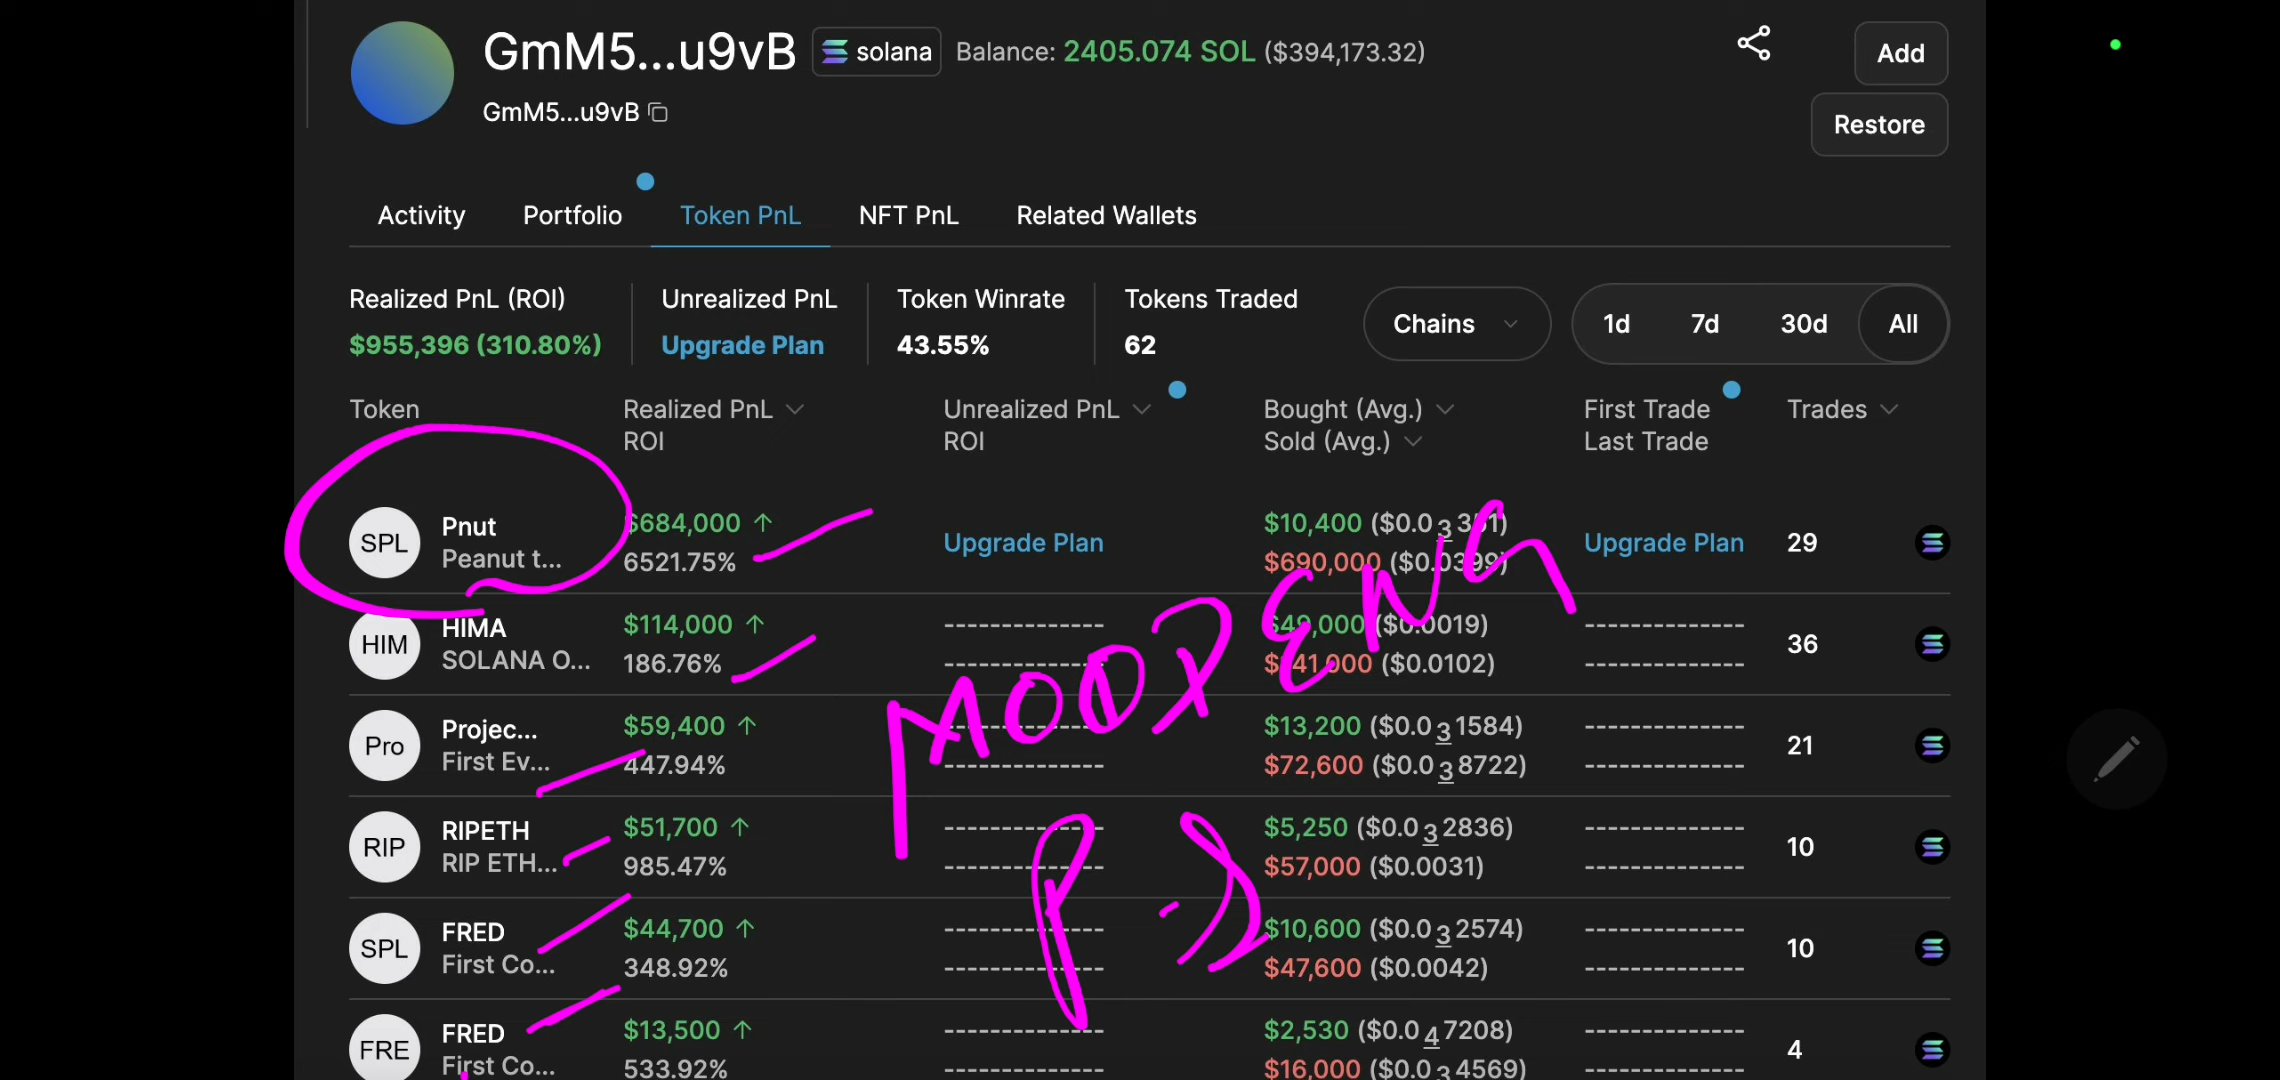 GmM5...u9vB solana Balance: 2405.074 SOL ($394,173.32) Add
GmM5...u9vB Restore
Activity Portfolio Token PnL NFT PnL Related Wallets
Realized PnL (ROI) Unrealized PnL Token Winrate Tokens Traded
$955,396 (310.80%) Upgrade Plan 43.55% 62 Chains 1d 7d 30d All
Token Realized PnL Unrealized PnL Bought (Avg.) First Trade Trades
ROI ROI Sold (Avg.) Last Trade
SPL Pnut $684,000 ↑ Upgrade Plan $10,400 ($0.0 3 351) Upgrade Plan 29
Peanut t... 6521.75% $690,000 ($0.0399)
HIM HIMA $114,000 ↑ $49,000 ($0.0019) 36
SOLANA O... 186.76% ($0.0102)
Pro Projec... $59,400 ↑ $13,200 ($0.0 3 1584) 21
First Ev... 447.94% $72,600 ($0.0 3 8722)
RIP RIPETH $51,700 ↑ $5,250 ($0.0 3 2836) 10
RIP ETH... 985.47% $57,000 ($0.0031)
SPL FRED $44,700 ↑ $10,600 ($0.0 3 2574) 10
First Co... 348.92% $47,600 ($0.0042)
FRE FRED $13,500 ↑ $2,530 ($0.0 4 7208) 4
First Co... 533.92% $16,000 ($0.0 3 4569)